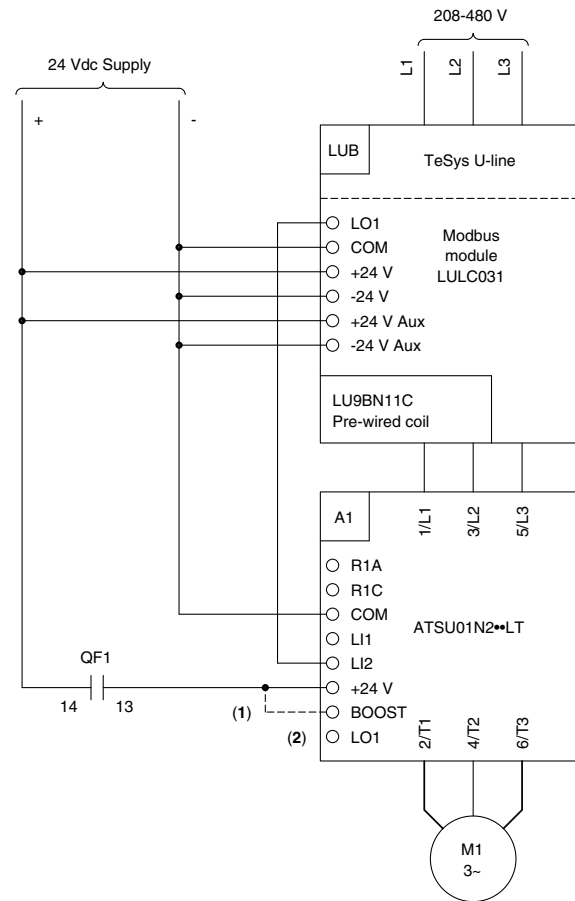 208-480 V
24 Vdc Supply
L1
L2
L3
+
-
LUB
TeSys U-line
LO1
COM
+24 V
-24 V
+24 V Aux
-24 V Aux
Modbus
module
LULC031
LU9BN11C
Pre-wired coil
A1
1/L1
3/L2
5/L3
R1A
R1C
COM
LI1
LI2
+24 V
BOOST
LO1
ATSU01N2••LT
QF1
14
13
(1)
(2)
2/T1
4/T2
6/T3
M1
3~